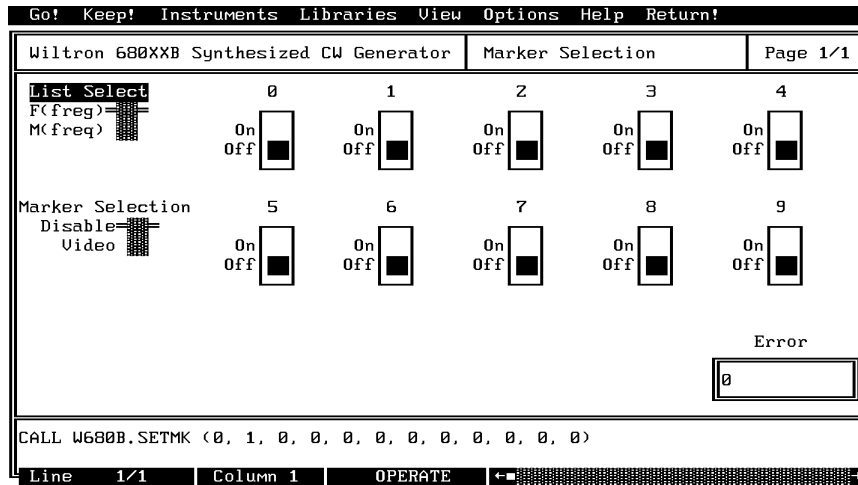 Go! Keep! Instruments Libraries View Options Help Return!
Wiltron 680XXB Synthesized CW Generator Marker Selection Page 1/1
List Select 0 1 2 3 4
F(freg)
M(freq) On On On On On
Off Off Off Off Off
Marker Selection 5 6 7 8 9
Disable
Video On On On On On
Off Off Off Off Off
Error
0
CALL W680B.SETMK (0, 1, 0, 0, 0, 0, 0, 0, 0, 0, 0, 0)
Line 1/1 Column 1 OPERATE